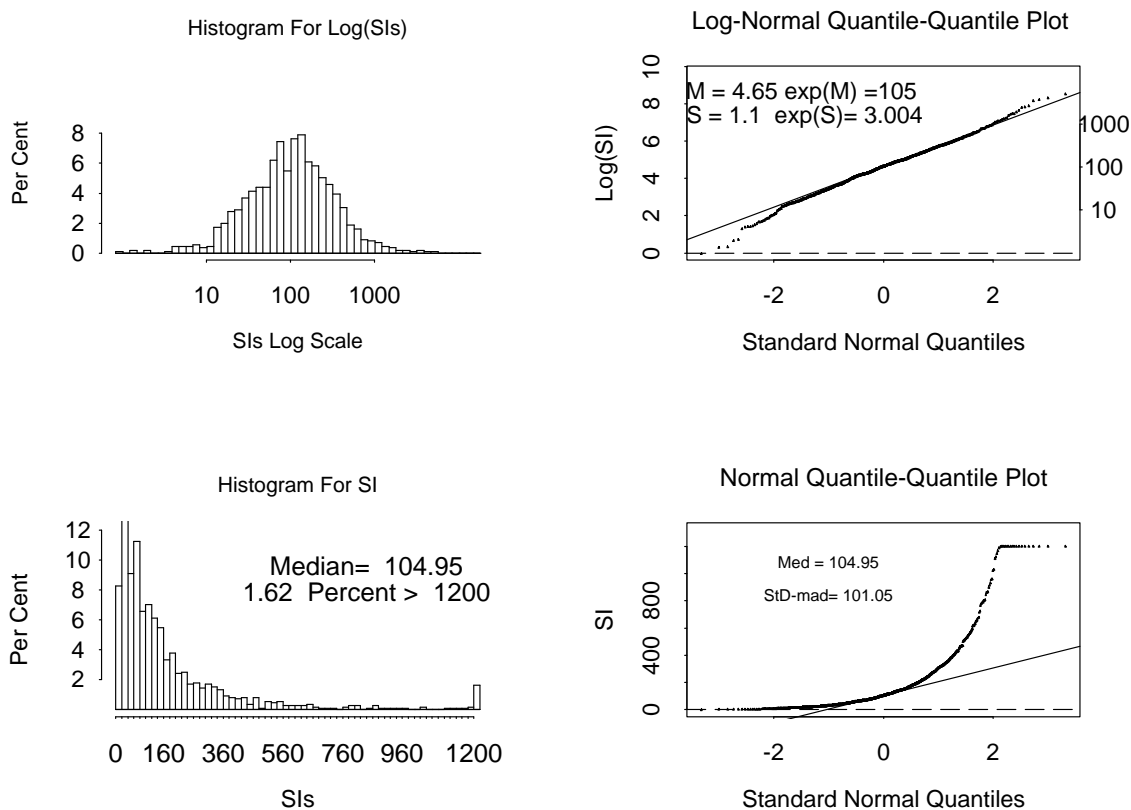 Histogram For Log(SIs)
Per Cent
8
6
4
2
0
10 100 1000
SIs Log Scale
Log-Normal Quantile-Quantile Plot
M = 4.65 exp(M) =105
S = 1.1 exp(S)= 3.004
Log(SI)
10
8
6
4
2
0
1000
100
10
-2 0 2
Standard Normal Quantiles
Histogram For SI
Median= 104.95
1.62 Percent > 1200
Per Cent
12
10
8
6
4
2
0 160 360 560 760 960 1200
SIs
Normal Quantile-Quantile Plot
Med = 104.95
StD-mad= 101.05
SI
800
400
0
-2 0 2
Standard Normal Quantiles